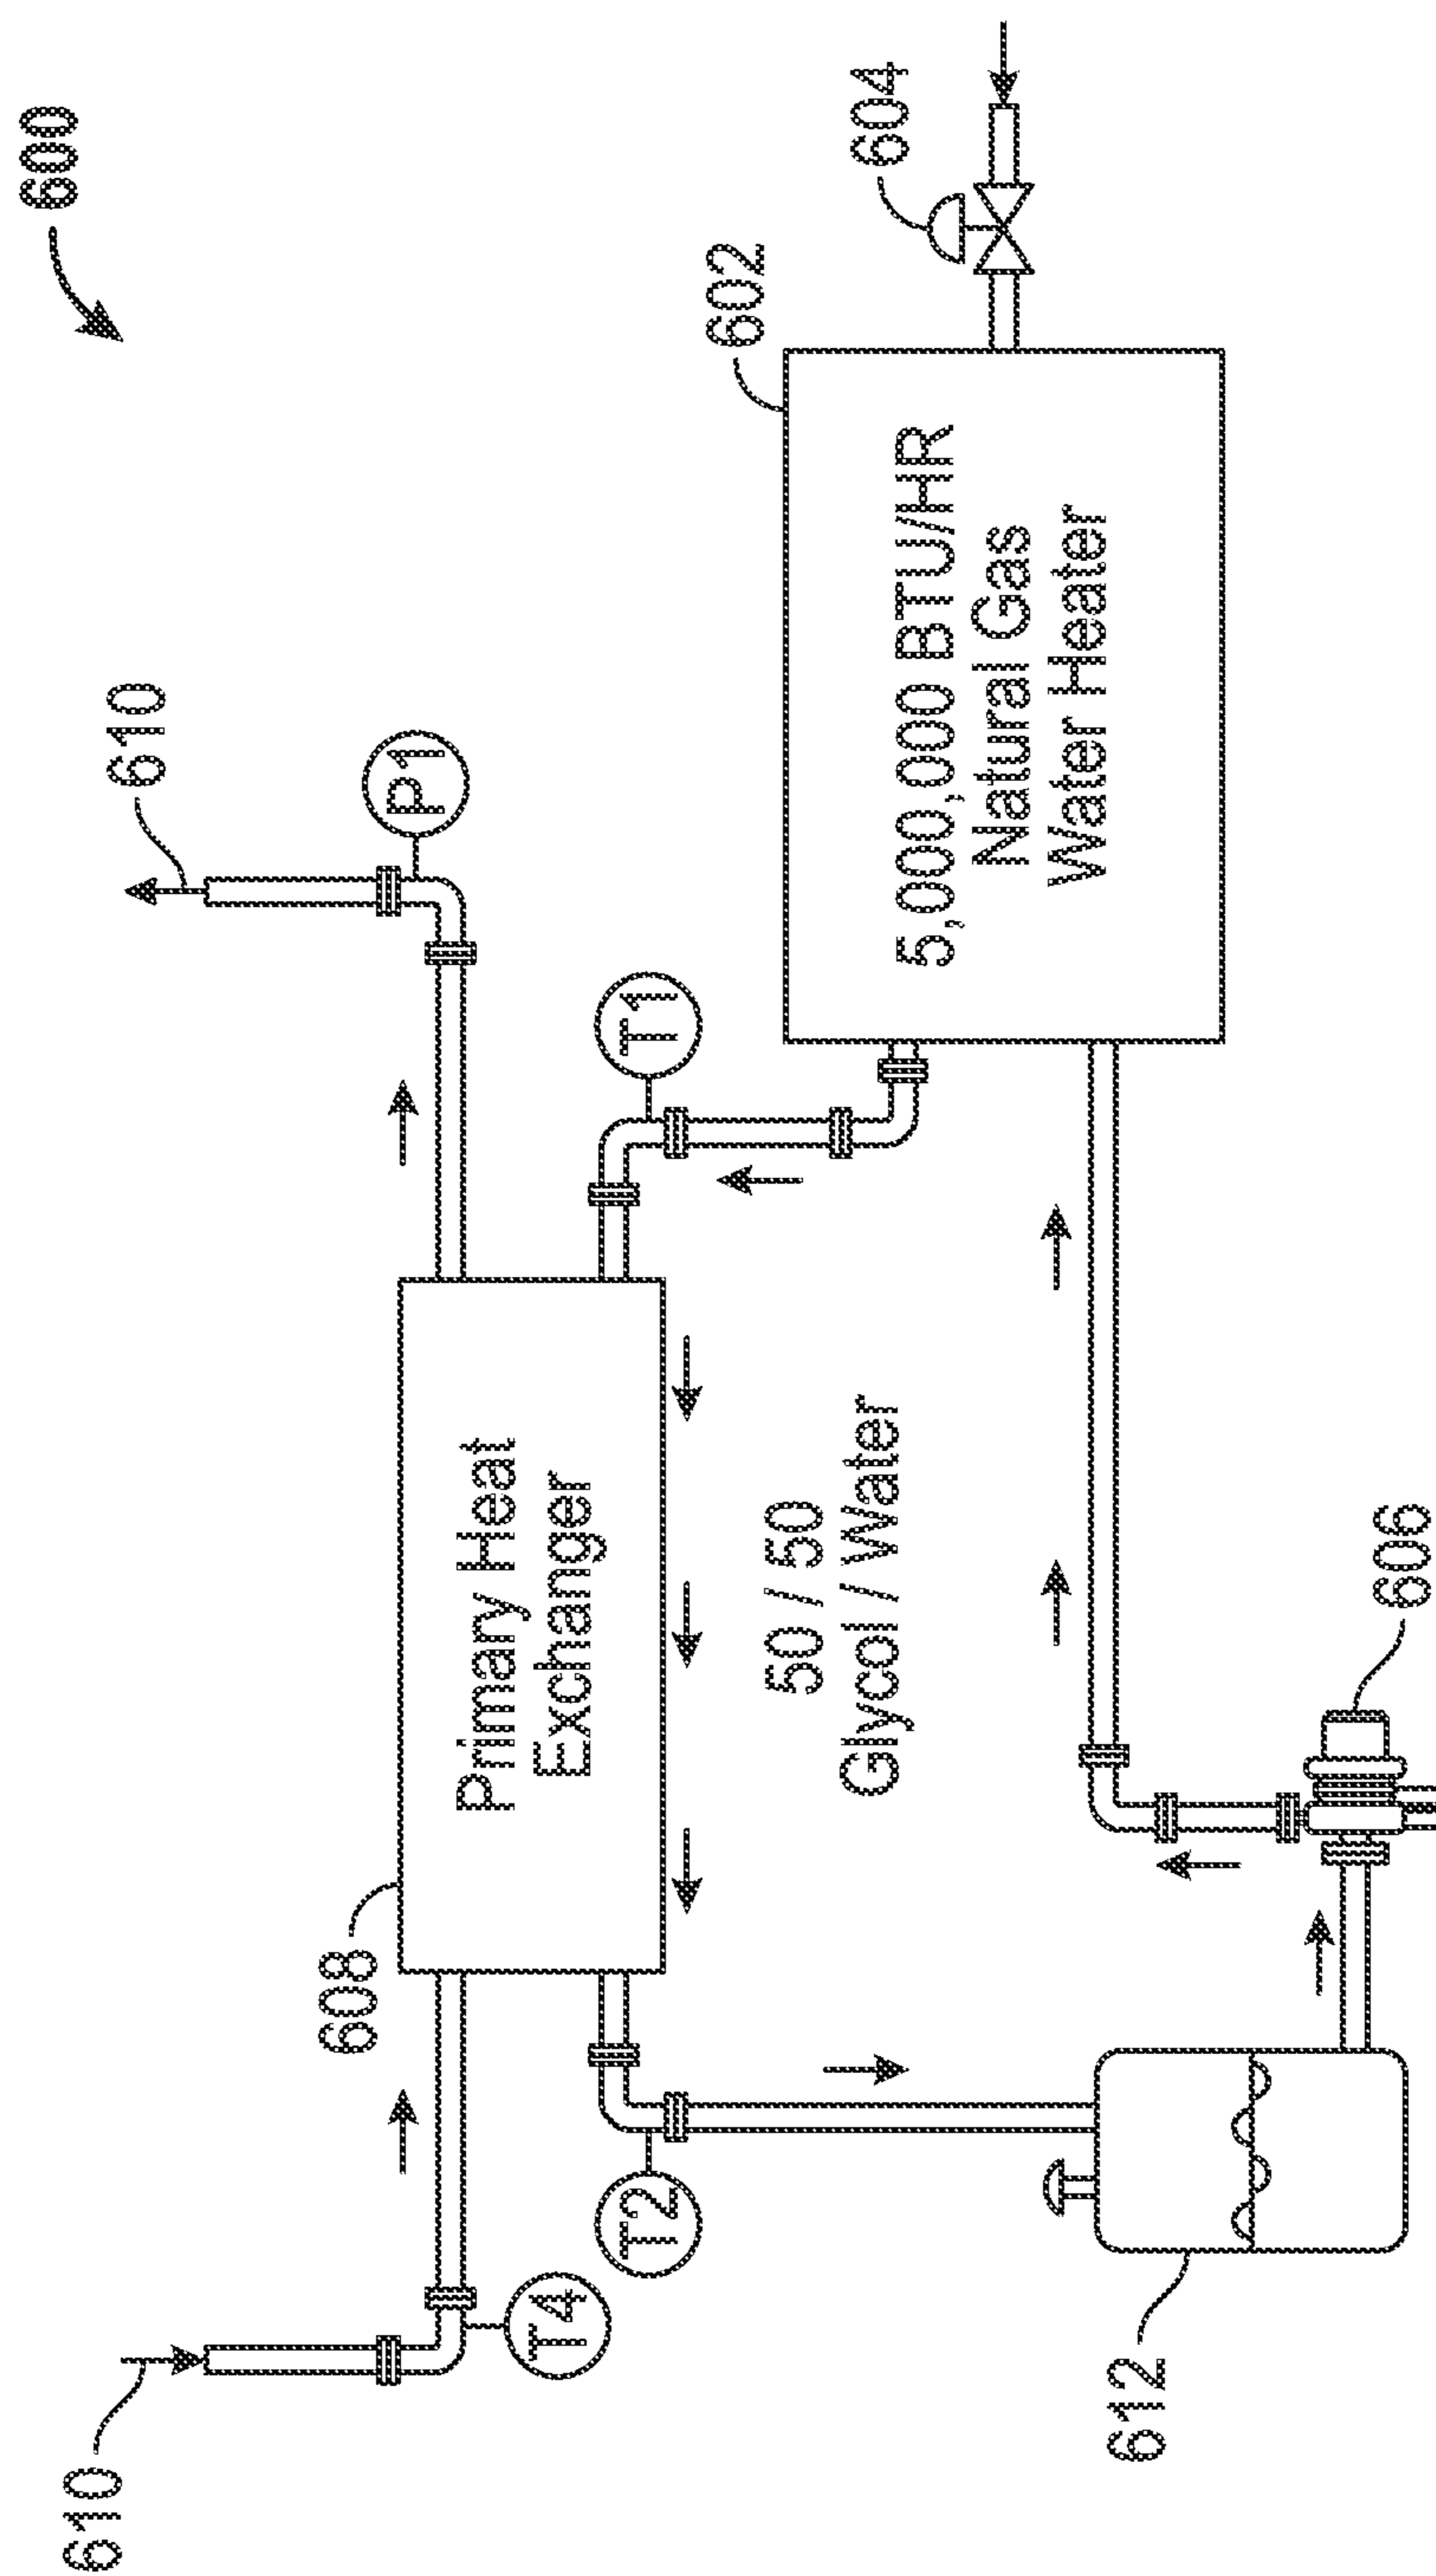 600
610
P1
604
602
T1
5,000,000 BTU/HR
Natural Gas
Water Heater
608
Primary Heat
Exchanger
50 / 50
Glycol / Water
610
T4
T2
612
606